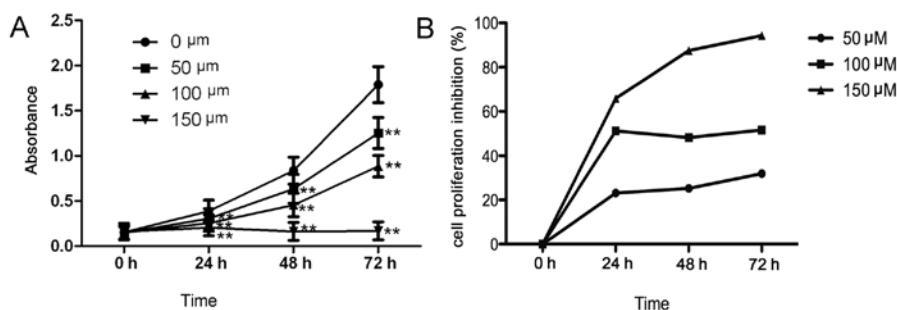 A
Absorbance
2.5
2.0
1.5
1.0
0.5
0.0
0 µm
50 µm
100 µm
150 µm
**
**
**
**
**
**
**
**
**
0 h 24 h 48 h 72 h
Time
B
cell proliferation inhibition (%)
100
80
60
40
20
0
50 µM
100 µM
150 µM
0 h 24 h 48 h 72 h
Time